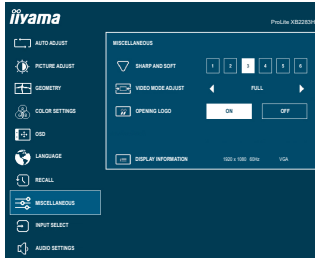 iiyama
ProLite XB2283H
AUTO ADJUST
PICTURE ADJUST
GEOMETRY
COLOR SETTINGS
OSD
LANGUAGE
RECALL
MISCELLANEOUS
INPUT SELECT
AUDIO SETTINGS
MISCELLANEOUS
SHARP AND SOFT 1 2 3 4 5 6
VIDEO MODE ADJUST FULL
OPENING LOGO ON OFF
DISPLAY INFORMATION 1920 x 1080 60Hz VGA